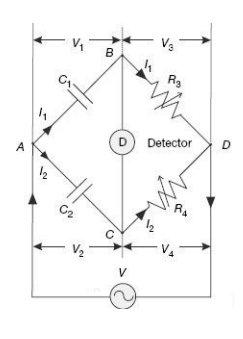 V1 V3
B
C1 I1 R3
I1
A D Detector D
I2
C2 R4
I2
C
V2 V4
V